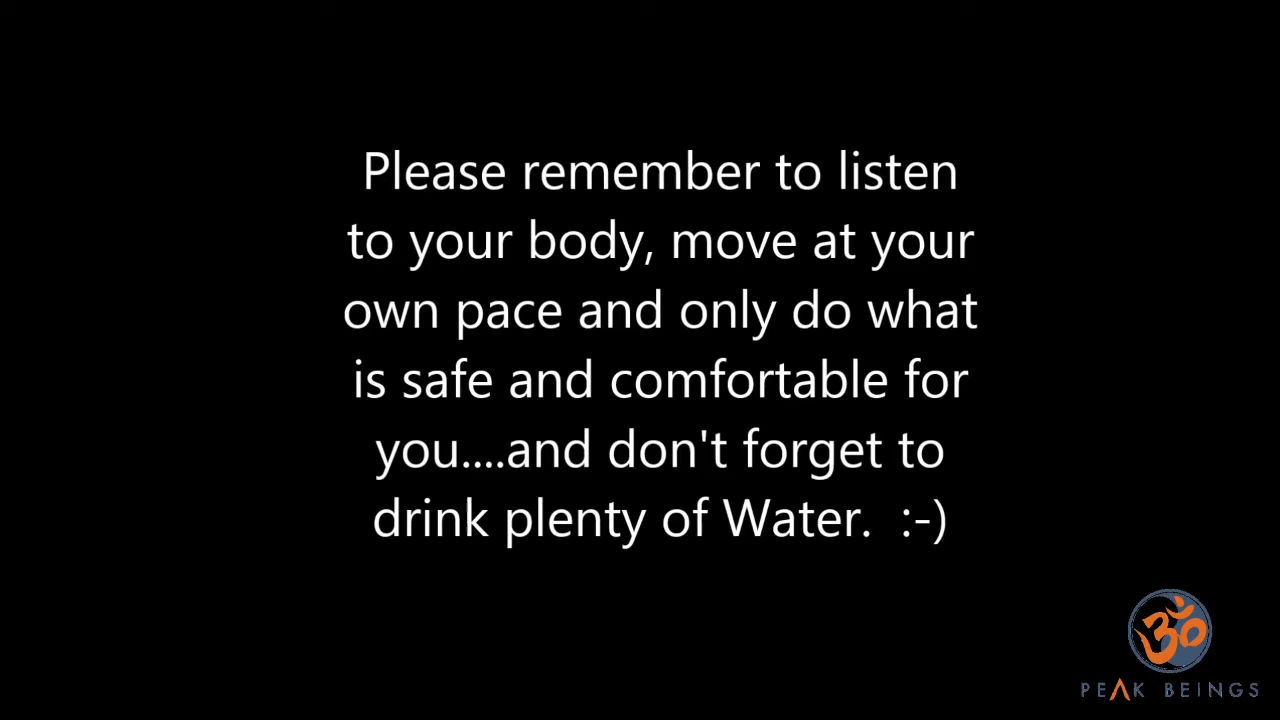 Please remember to listen
to your body, move at your
own pace and only do what
is safe and comfortable for
you....and don't forget to
drink plenty of Water.  :-)
ॐ
PEAK BEINGS